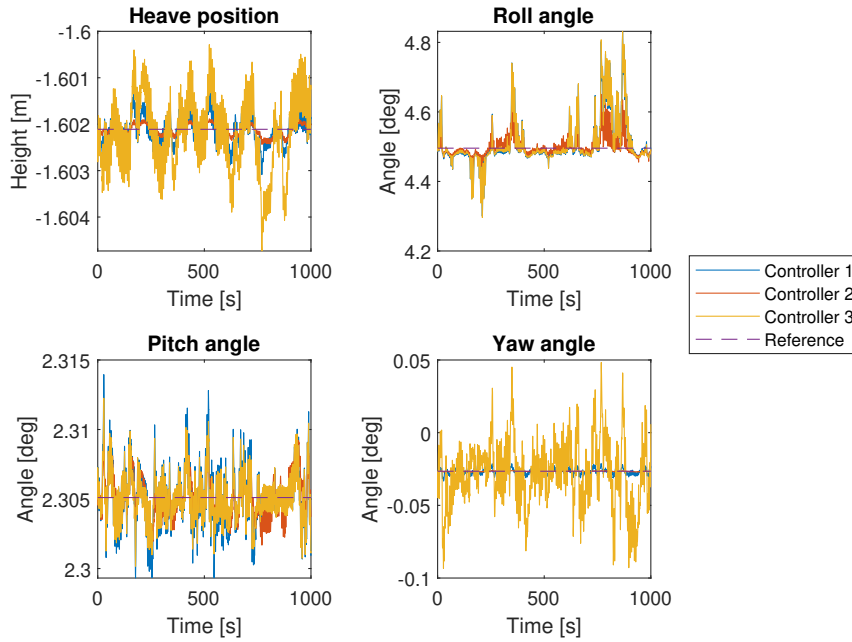 Heave position
-1.6
-1.601
-1.602
-1.603
-1.604
Height [m]
0
500
1000
Time [s]
Roll angle
4.8
4.6
4.4
4.2
Angle [deg]
0
500
1000
Time [s]
Controller 1
Controller 2
Controller 3
Reference
Pitch angle
2.315
2.31
2.305
2.3
Angle [deg]
0
500
1000
Time [s]
Yaw angle
0.05
0
-0.05
-0.1
Angle [deg]
0
500
1000
Time [s]